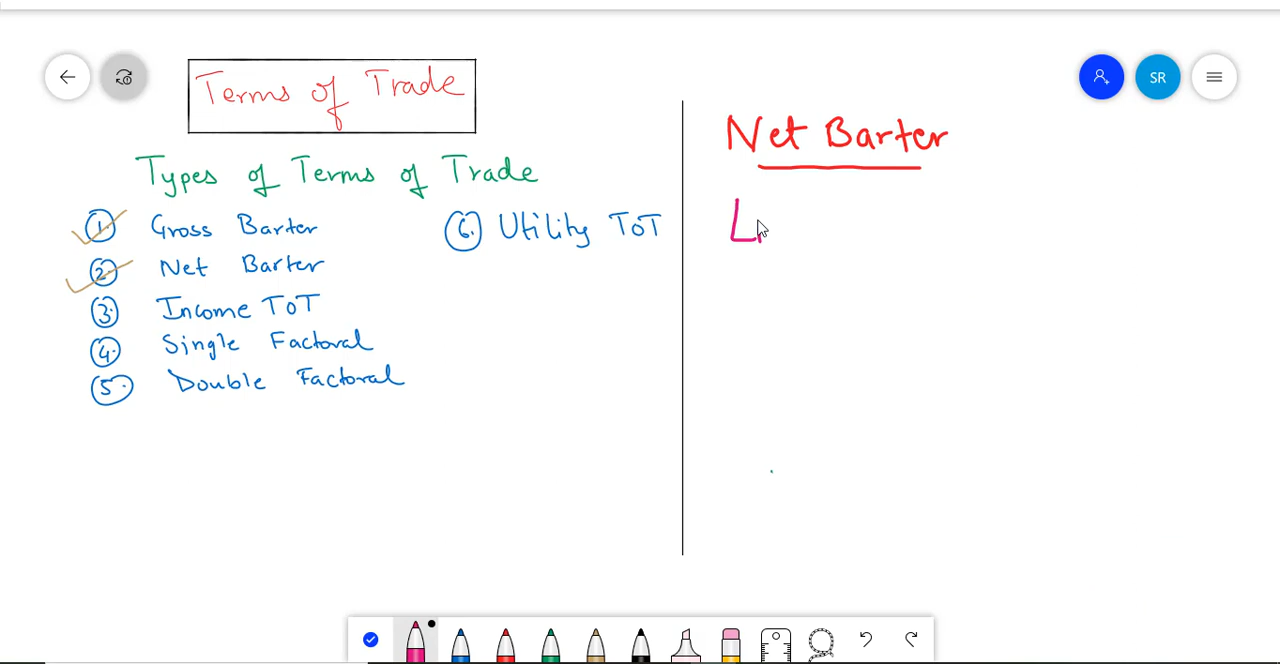 SR
Terms of Trade
Types of Terms of Trade
1. Gross Barter
2. Net Barter
3. Income ToT
4. Single Factoral
5. Double Factoral
6. Utility ToT
Net Barter